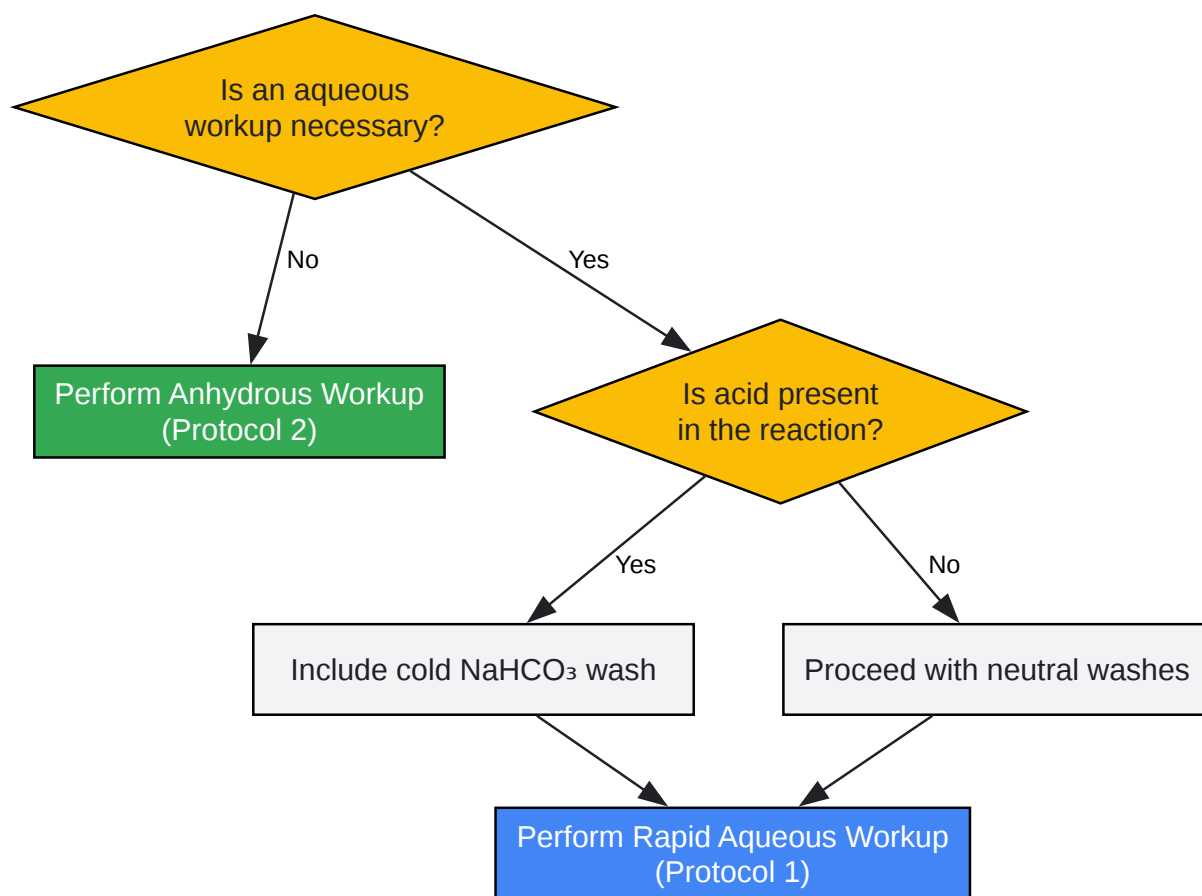 Is an aqueous
workup necessary?
No
Yes
Perform Anhydrous Workup
(Protocol 2)
Is acid present
in the reaction?
Yes
No
Include cold NaHCO₃ wash
Proceed with neutral washes
Perform Rapid Aqueous Workup
(Protocol 1)